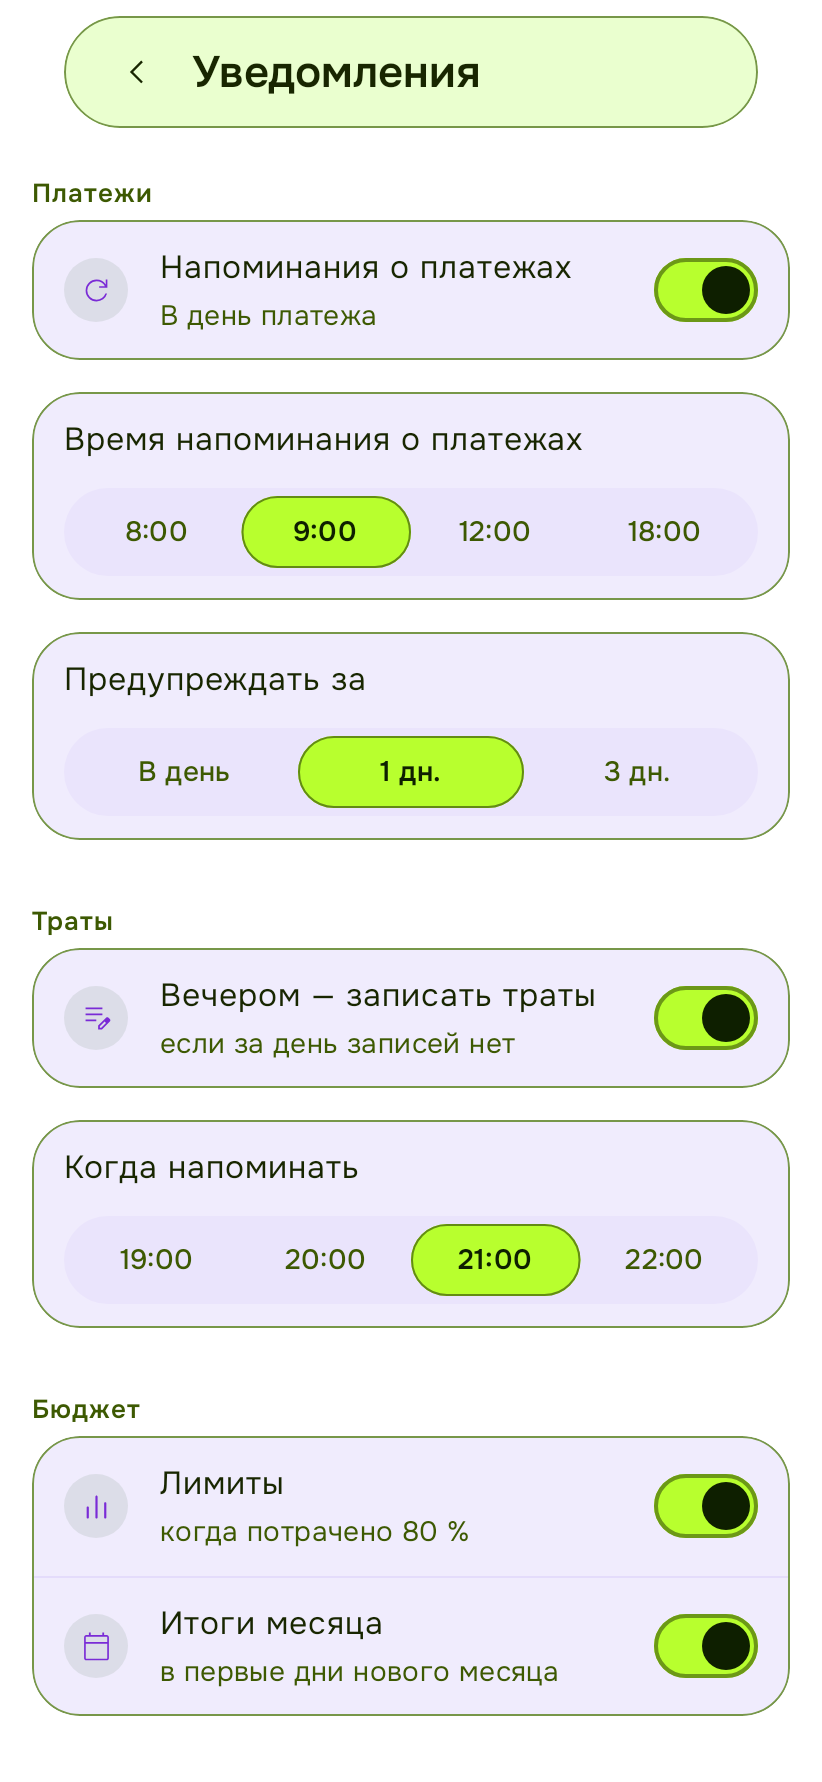 Уведомления
Платежи
Напоминания о платежах
В день платежа
Время напоминания о платежах
8:00 9:00 12:00 18:00
Предупреждать за
В день 1 дн. 3 дн.
Траты
Вечером — записать траты
если за день записей нет
Когда напоминать
19:00 20:00 21:00 22:00
Бюджет
Лимиты
когда потрачено 80 %
Итоги месяца
в первые дни нового месяца